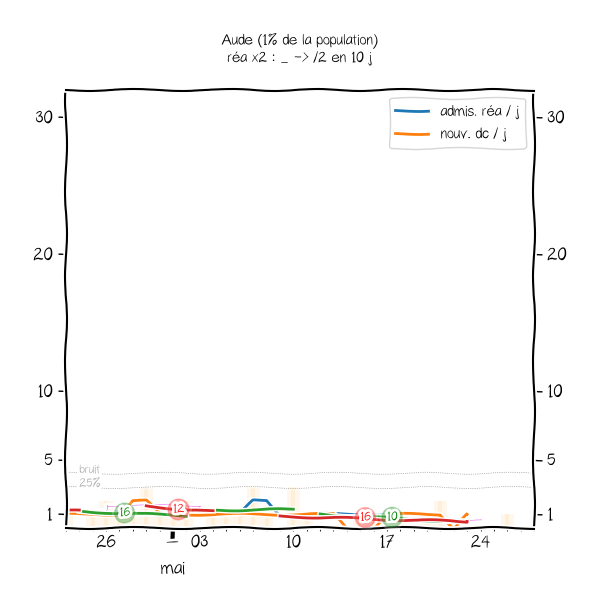 Aude (1% de la population)
réa x2 : _ -> /2 en 10 j
admis. réa / j
nouv. dc / j
30 30
20 20
10 10
5 5
bruit
25%
1 1
16 12 16 10
26 03 10 17 24
mai